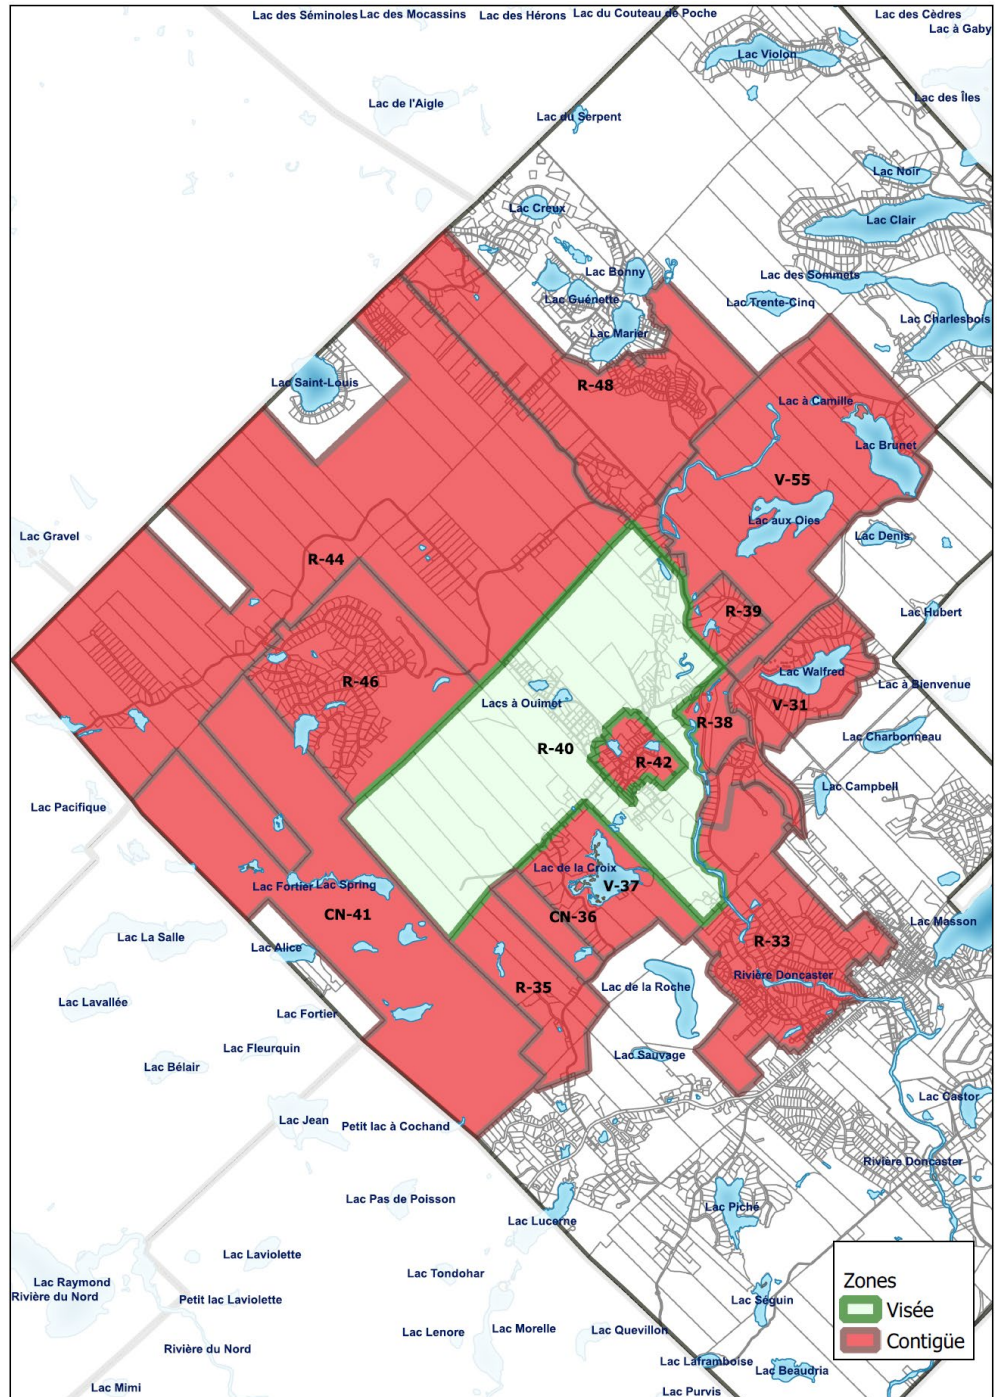 Lac des Séminoles
Lac des Mocassins
Lac des Hérons
Lac du Couteau de Poche
Lac des Cèdres
Lac à Gaby
Lac Violon
Lac de l'Aigle
Lac des Îles
Lac du Serpent
Lac Noir
Lac Creux
Lac Clair
Lac Bonny
Lac des Sommets
Lac Guénette
Lac Trente-Cinq
Lac Charlesbois
Lac Marier
Lac Saint-Louis
R-48
Lac à Camille
Lac Brunet
V-55
Lac aux Oies
Lac Gravel
Lac Denis
R-44
R-39
Lac Hubert
Lac Walfred
R-46
Lac à Bienvenue
Lacs à Ouimet
V-31
R-38
Lac Charbonneau
R-40
R-42
Lac Campbell
Lac Pacifique
Lac de la Croix
Lac Fortier
Lac Spring
V-37
CN-41
CN-36
Lac Masson
Lac La Salle
Lac Alice
R-33
Rivière Doncaster
R-35
Lac de la Roche
Lac Lavallée
Lac Fortier
Lac Fleurquin
Lac Sauvage
Lac Bélair
Lac Castor
Lac Jean
Petit lac à Cochand
Rivière Doncaster
Lac Pas de Poisson
Lac Piché
Lac Lucerne
Lac Laviolette
Lac Tondohar
Lac Raymond
Rivière du Nord
Petit lac Laviolette
Lac Séguin
Lac Lenore
Lac Morelle
Lac Quevillon
Rivière du Nord
Lac Laframboise
Lac Beaudria
Lac Mimi
Lac Purvis
Zones
Visée
Contigüe